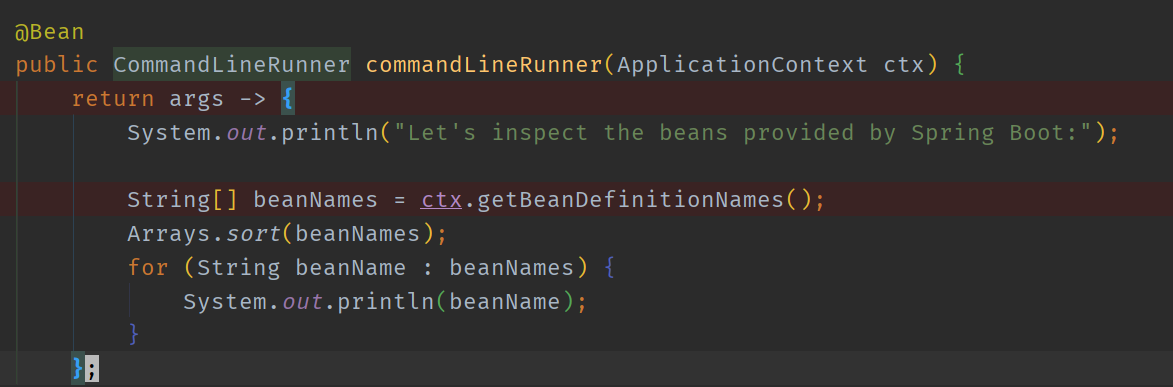 @Bean
public CommandLineRunner commandLineRunner(ApplicationContext ctx) {
    return args -> {
        System.out.println("Let's inspect the beans provided by Spring Boot:");

        String[] beanNames = ctx.getBeanDefinitionNames();
        Arrays.sort(beanNames);
        for (String beanName : beanNames) {
            System.out.println(beanName);
        }
    };